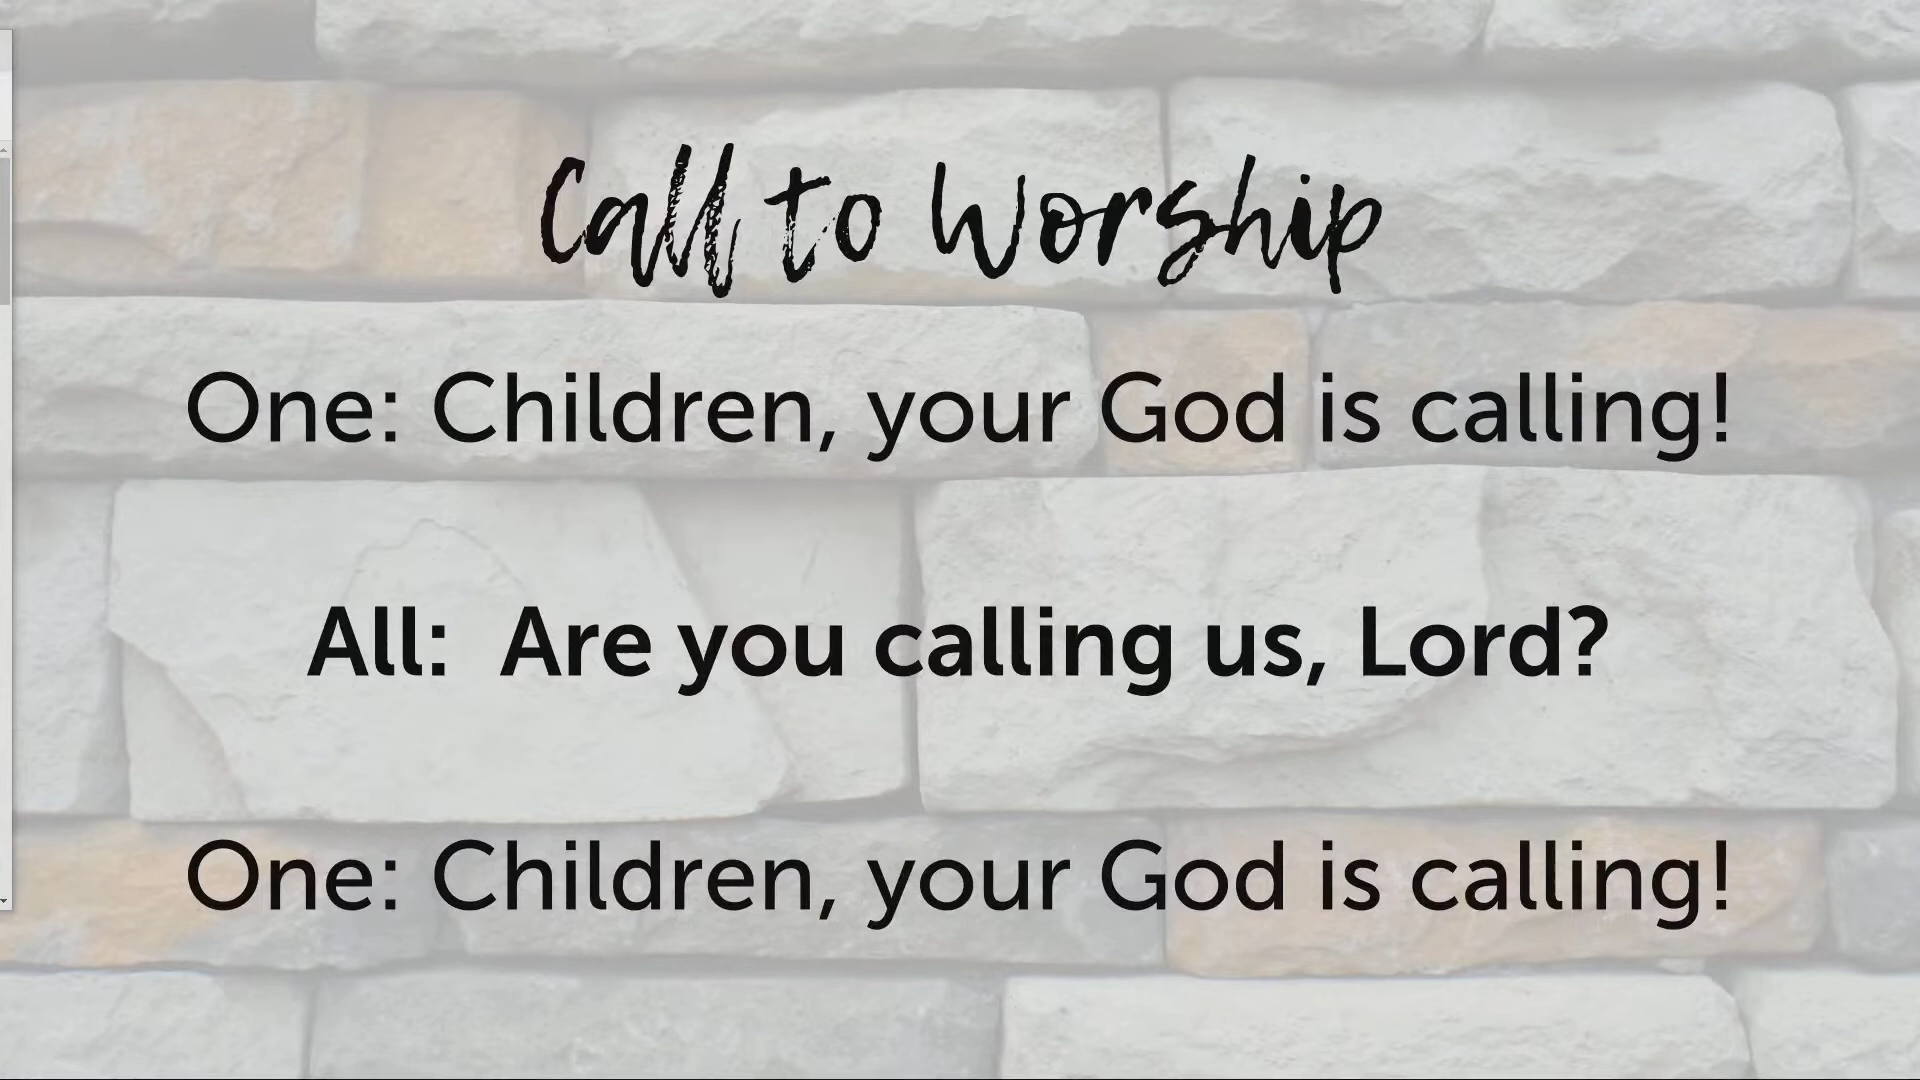 Call to Worship
One: Children, your God is calling!
All: Are you calling us, Lord?
One: Children, your God is calling!